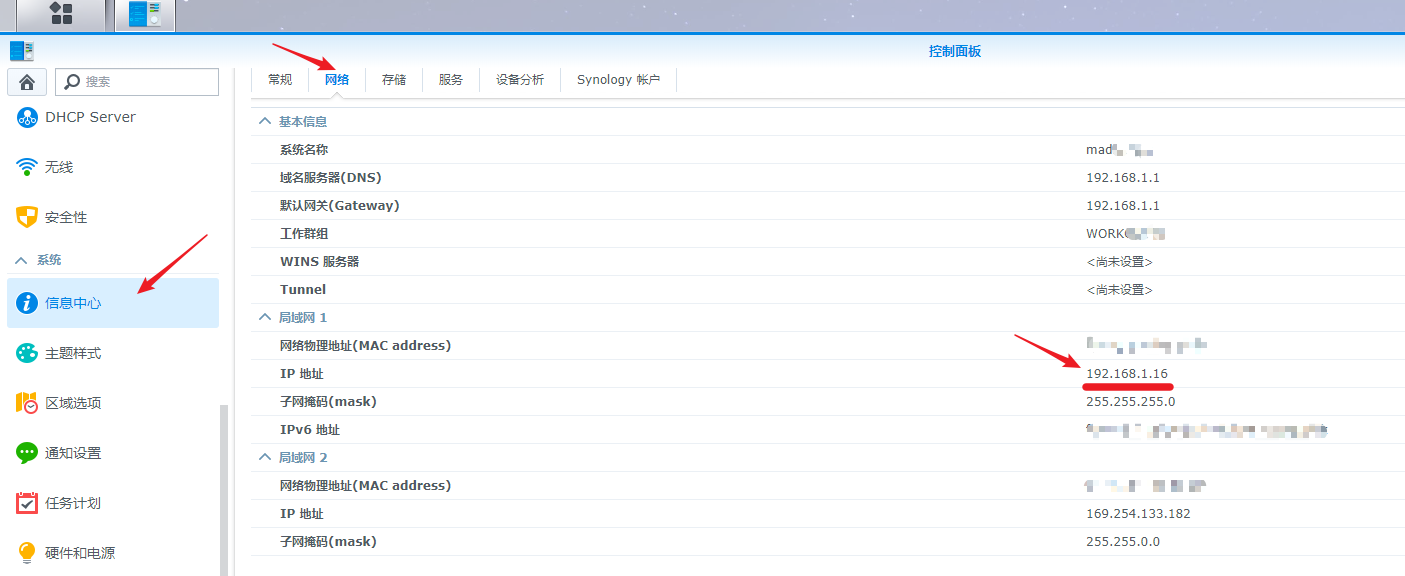 控制面板
搜索
常规 网络 存储 服务 设备分析 Synology 帐户
DHCP Server
无线
安全性
系统
信息中心
主题样式
区域选项
通知设置
任务计划
硬件和电源
基本信息
系统名称 mad
域名服务器(DNS) 192.168.1.1
默认网关(Gateway) 192.168.1.1
工作群组 WORK
WINS 服务器 <尚未设置>
Tunnel <尚未设置>
局域网 1
网络物理地址(MAC address)
IP 地址 192.168.1.16
子网掩码(mask) 255.255.255.0
IPv6 地址
局域网 2
网络物理地址(MAC address)
IP 地址 169.254.133.182
子网掩码(mask) 255.255.0.0